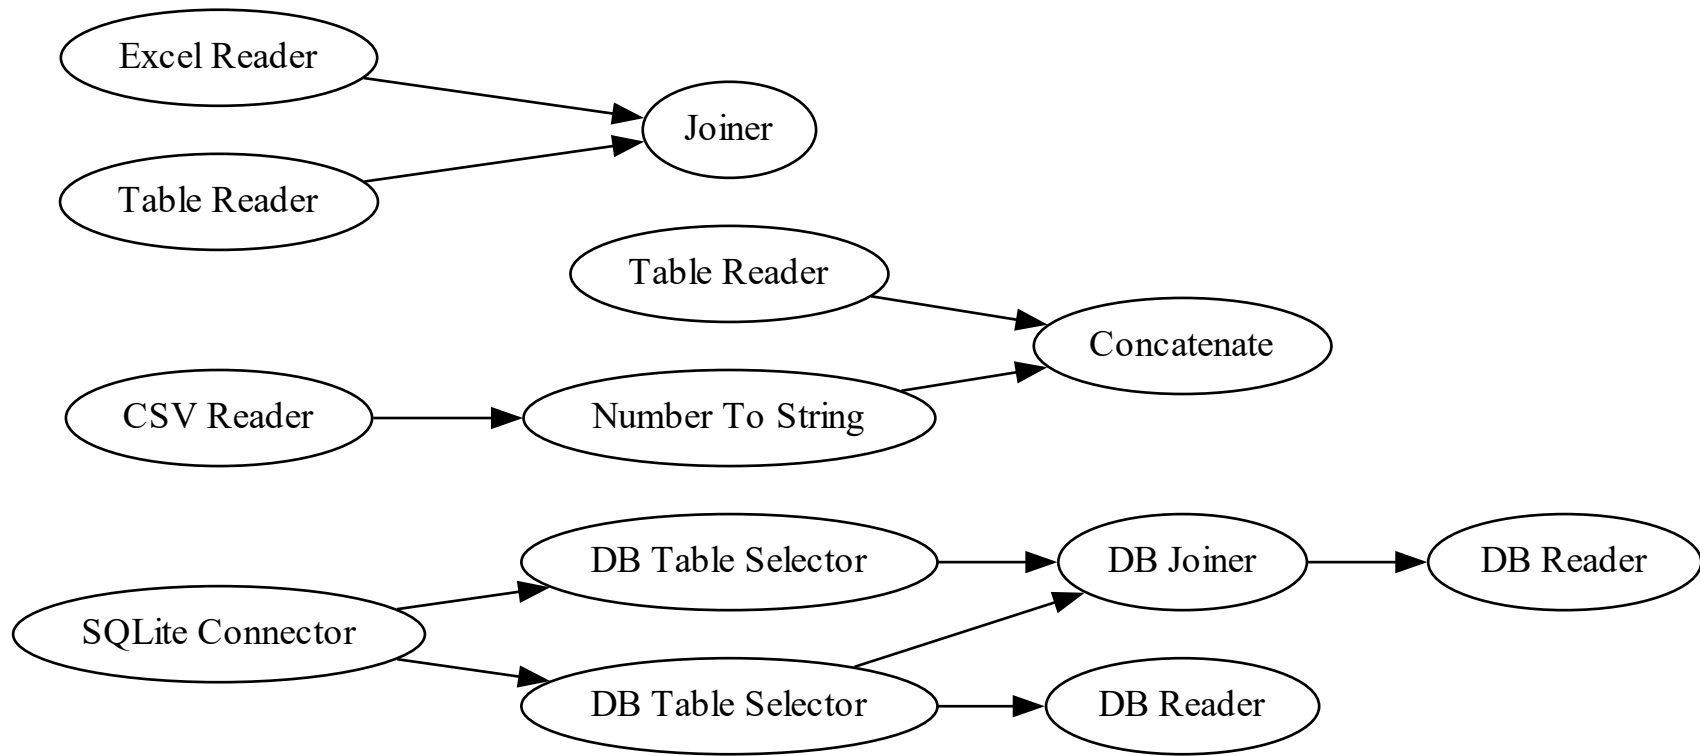 Excel Reader
Joiner
Table Reader
Table Reader
Concatenate
CSV Reader
Number To String
DB Table Selector
DB Joiner
DB Reader
SQLite Connector
DB Table Selector
DB Reader